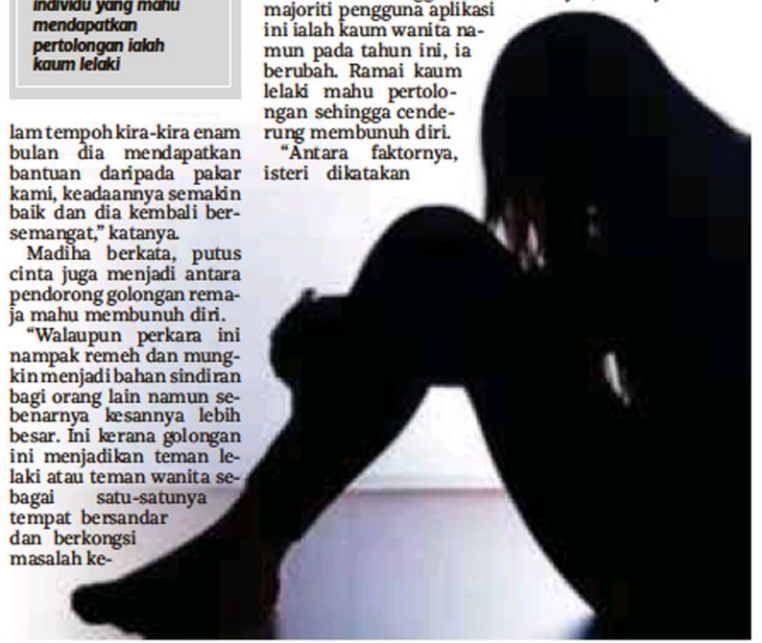 individu yang mahu
mendapatkan
pertolongan ialah
kaum lelaki
lam tempoh kira-kira enam
bulan dia mendapatkan
bantuan daripada pakar
kami, keadaannya semakin
baik dan dia kembali ber-
semangat,” katanya.
Madiha berkata, putus
cinta juga menjadi antara
pendorong golongan rema-
ja mahu membunuh diri.
“Walaupun perkara ini
nampak remeh dan mung-
kin menjadi bahan sindiran
bagi orang lain namun se-
benarnya kesannya lebih
besar. Ini kerana golongan
ini menjadikan teman le-
laki atau teman wanita se-
bagai satu-satunya
tempat bersandar
dan berkongsi
masalah ke-
majoriti pengguna aplikasi
ini ialah kaum wanita na-
mun pada tahun ini, ia
berubah. Ramai kaum
lelaki mahu pertolo-
ngan sehingga cende-
rung membunuh diri.
“Antara faktornya,
isteri dikatakan